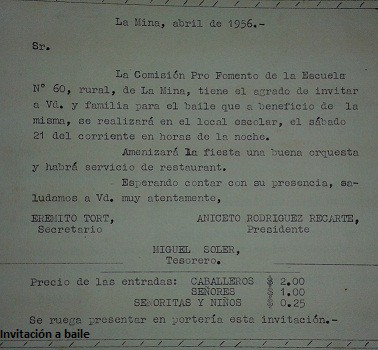 La Mina, abril de 1956.-
Sr.
La Comisión Pro Fomento de la Escuels
Nº 60, rural, de La Mina, tiene el agrado de invitar
a Vd. y familia para el baile que a beneficio de la
misma, se realizará en el local escolar, el sábado
21 del corriente en horas de la noche.
Amenizará la fiesta una buena orquesta
y habrá servicio de restaurant.
Esperando contar con su presencia, sa-
ludamos a Vd. muy atentamente,
EREMITO TORT, ANICETO RODRIGUEZ RECARTE,
Secretario Presidente
MIGUEL SOLER,
Tesorero.
Precio de las entradas: CABALLEROS $ 2.00
SEÑORES $ 1.00
SEÑORITAS Y NIÑOS $ 0.25
Se ruega presentar en portería esta invitación.-
Invitación a baile